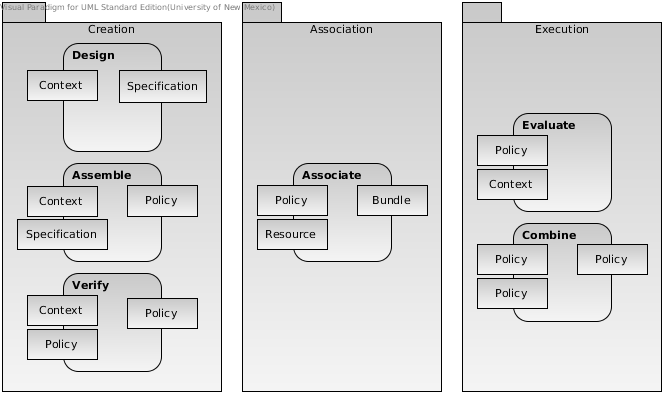 Visual Paradigm for UML Standard Edition(University of New Mexico)
Creation
Design
Context
Specification
Assemble
Context
Policy
Specification
Verify
Context
Policy
Policy
Association
Associate
Policy
Bundle
Resource
Execution
Evaluate
Policy
Context
Combine
Policy
Policy
Policy